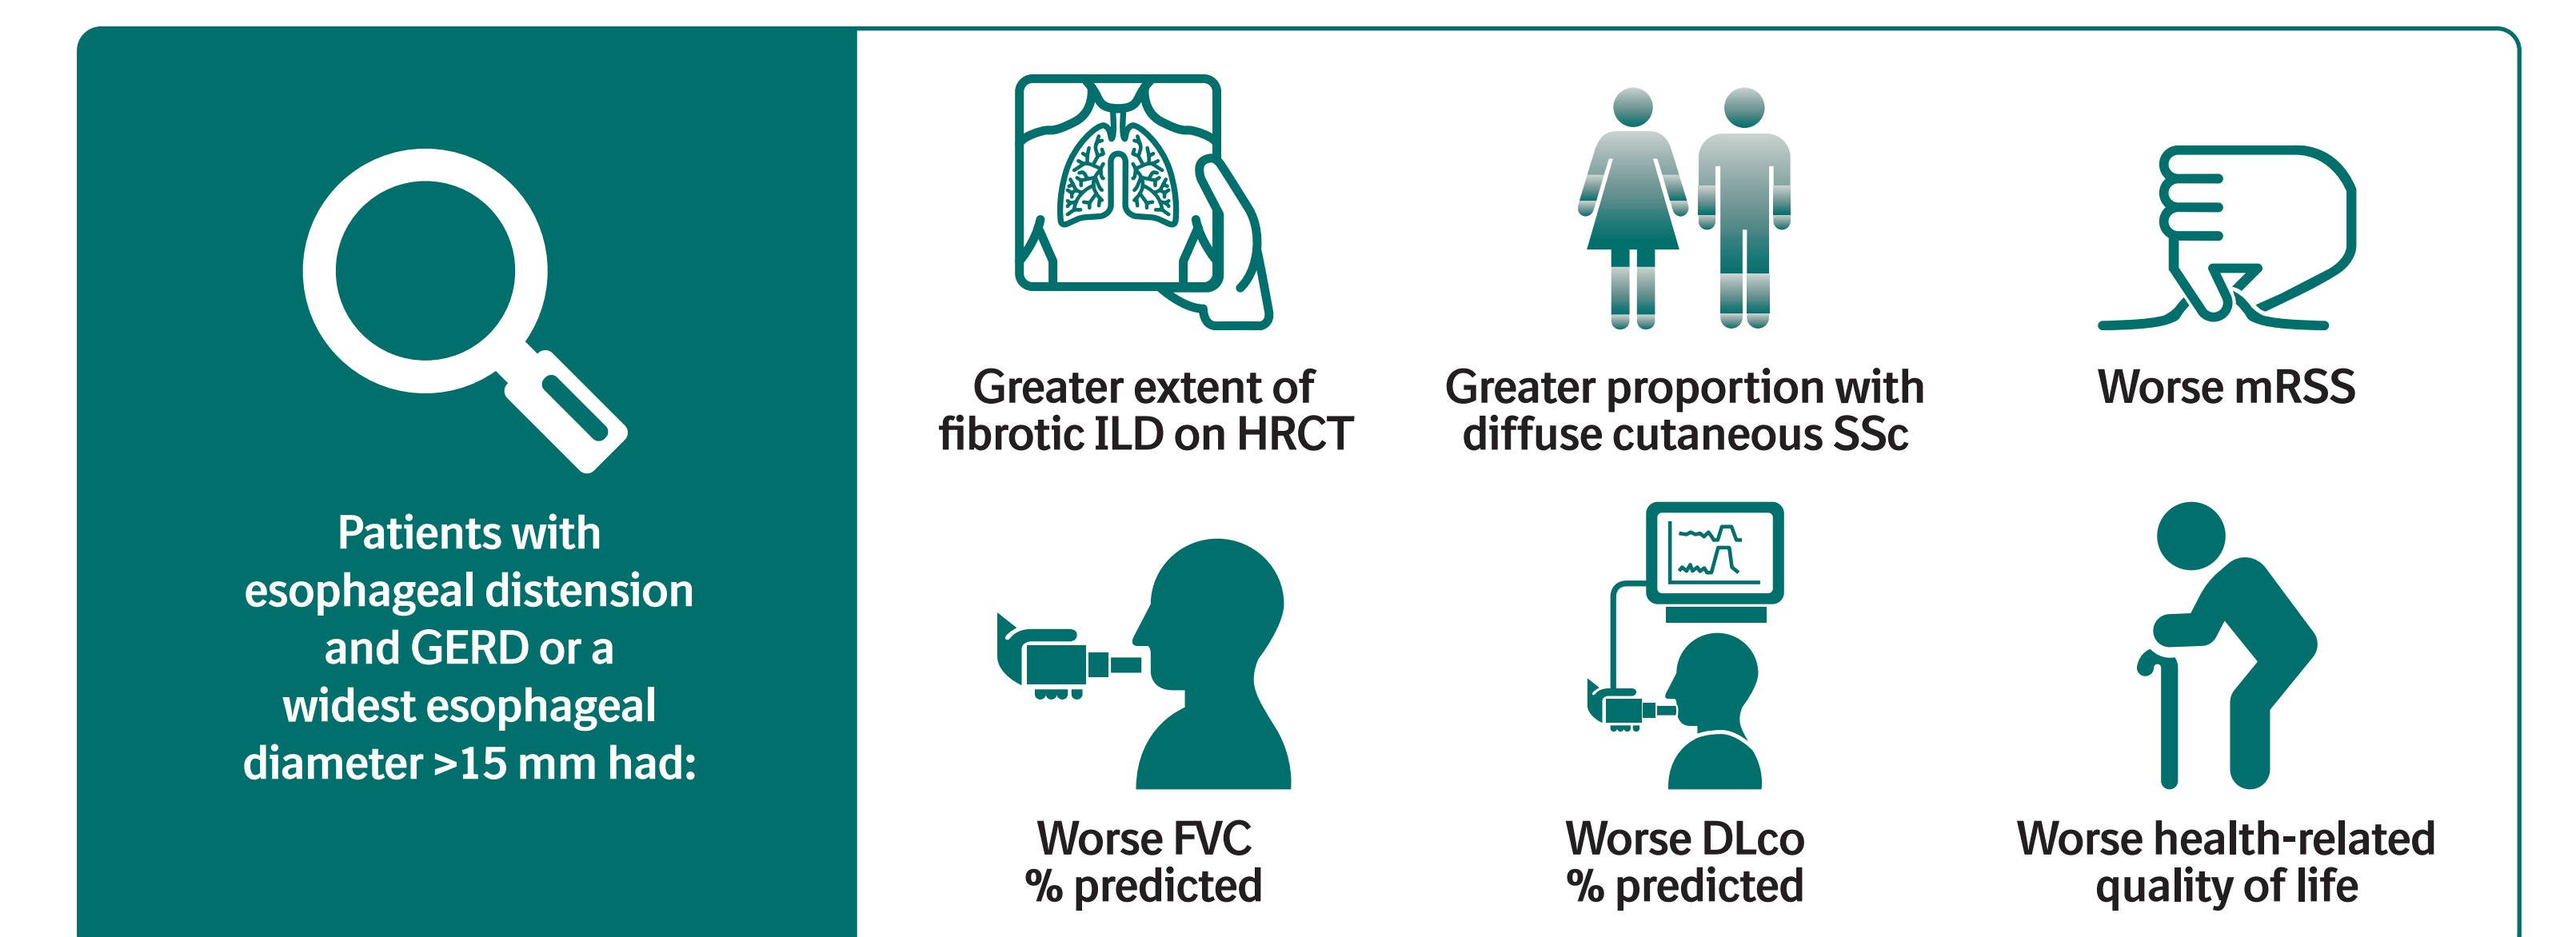 Patients with
esophageal distension
and GERD or a
widest esophageal
diameter >15 mm had:
Greater extent of
fibrotic ILD on HRCT
Greater proportion with
diffuse cutaneous SSc
Worse mRSS
Worse FVC
% predicted
Worse DLco
% predicted
Worse health-related
quality of life